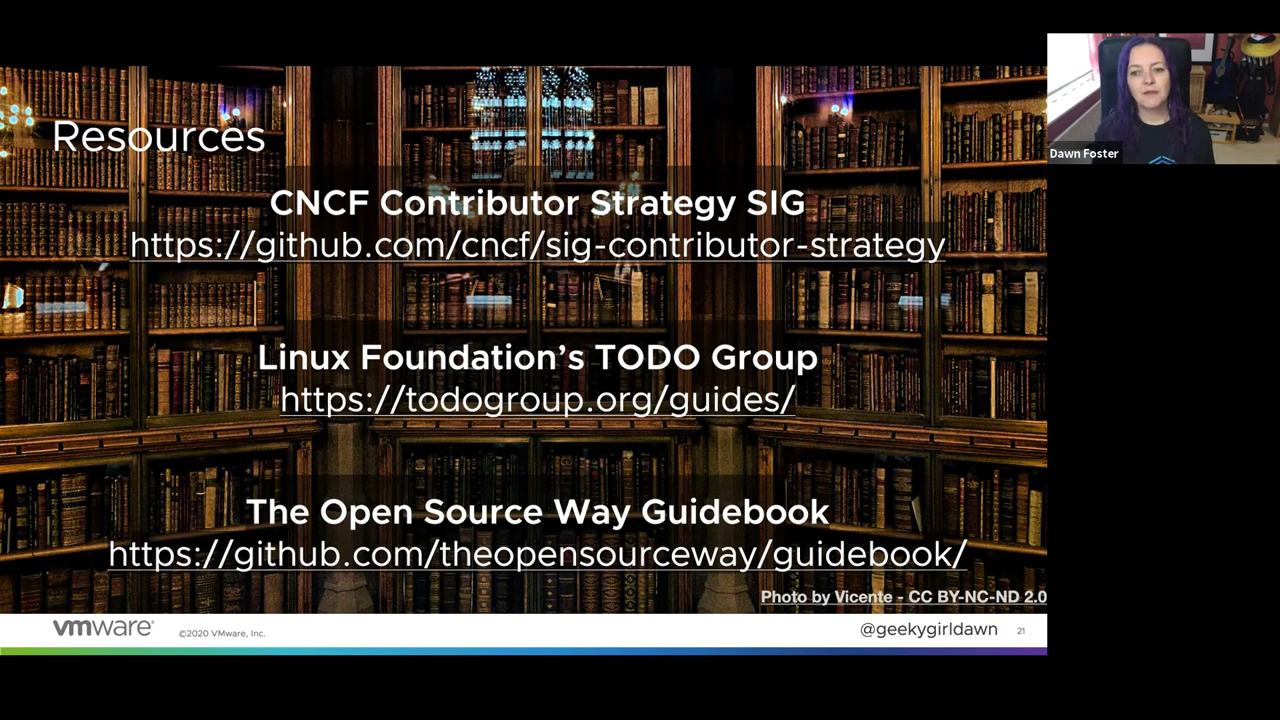 Resources
CNCF Contributor Strategy SIG
https://github.com/cncf/sig-contributor-strategy
Linux Foundation’s TODO Group
https://todogroup.org/guides/
The Open Source Way Guidebook
https://github.com/theopensourceway/guidebook/
Photo by Vicente - CC BY-NC-ND 2.0
vmware®
©2020 VMware, Inc.
@geekygirldawn
21
Dawn Foster